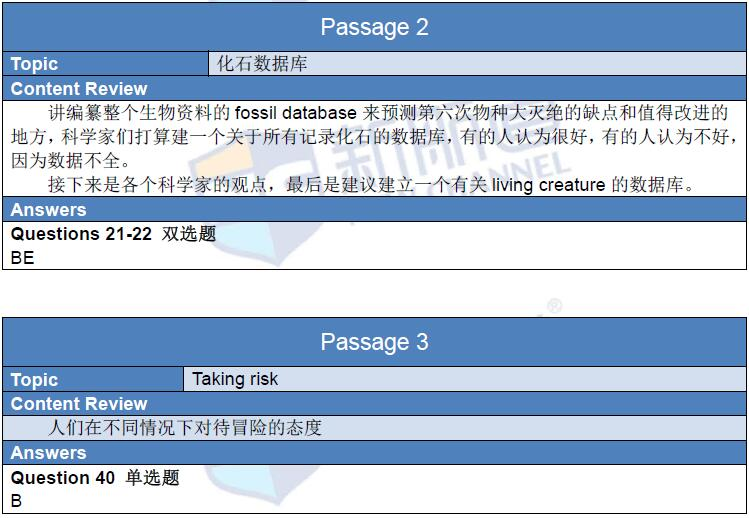 Passage 2
Topic 化石数据库
Content Review
讲编纂整个生物资料的 fossil database 来预测第六次物种大灭绝的缺点和值得改进的
地方，科学家们打算建一个关于所有记录化石的数据库，有的人认为很好，有的人认为不好，
因为数据不全。
接下来是各个科学家的观点，最后是建议建立一个有关 living creature 的数据库。
Answers
Questions 21-22 双选题
BE
Passage 3
Topic Taking risk
Content Review
人们在不同情况下对待冒险的态度
Answers
Question 40 单选题
B